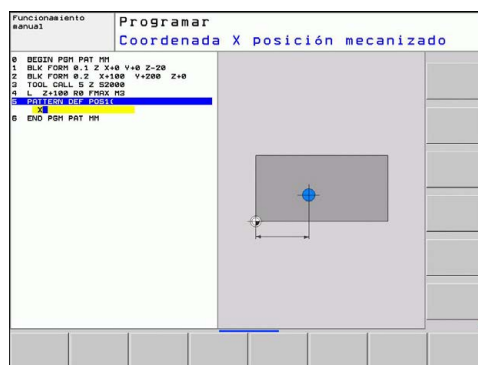 Funcionamiento
manual
Programar
Coordenada X posición mecanizado
0 BEGIN PGM PAT MM
1 BLK FORM 0.1 Z X+0 Y+0 Z-20
2 BLK FORM 0.2 X+100 Y+200 Z+0
3 TOOL CALL 5 Z S2000
4 L Z+100 R0 FMAX M3
5 PATTERN DEF POS1(
X
6 END PGM PAT MM